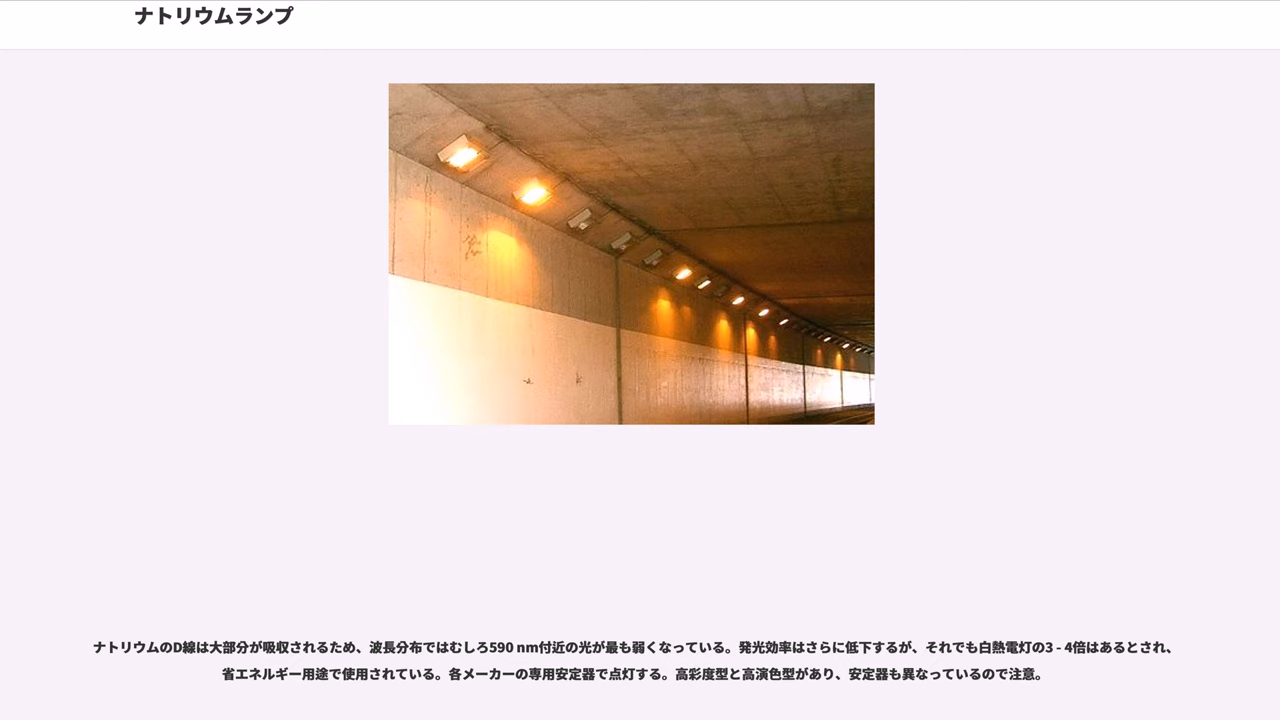 ナトリウムランプ
ナトリウムのD線は大部分が吸収されるため、波長分布ではむしろ590 nm付近の光が最も弱くなっている。発光効率はさらに低下するが、それでも白熱電灯の3 - 4倍はあるとされ、
省エネルギー用途で使用されている。各メーカーの専用安定器で点灯する。高彩度型と高演色型があり、安定器も異なっているので注意。